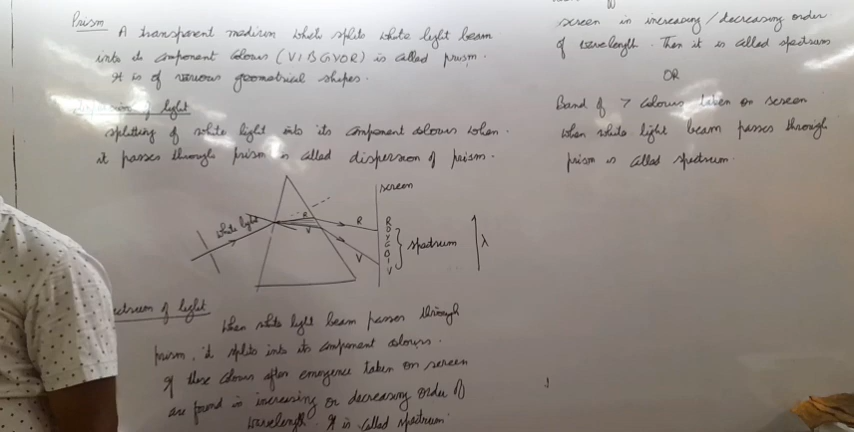 Prism
A transparent medium which splits white light beam
into its component colours (VIBGYOR) is called prism.
It is of various geometrical shapes.
of light
splitting of white light into its component colours when
it passes through prism is called dispersion of prism.
screen
white light
R
V
R
V
R
O
Y
G
B
I
V
spectrum
λ
of light
When white light beam passes through
prism, it splits into its component colours.
If these colours after emergence taken on screen
are found in increasing or decreasing order of
wavelength. It is called spectrum
screen in increasing/decreasing order
of wavelength. Then it is called spectrum
OR
Band of 7 colours taken on screen
when white light beam passes through
prism is called spectrum.